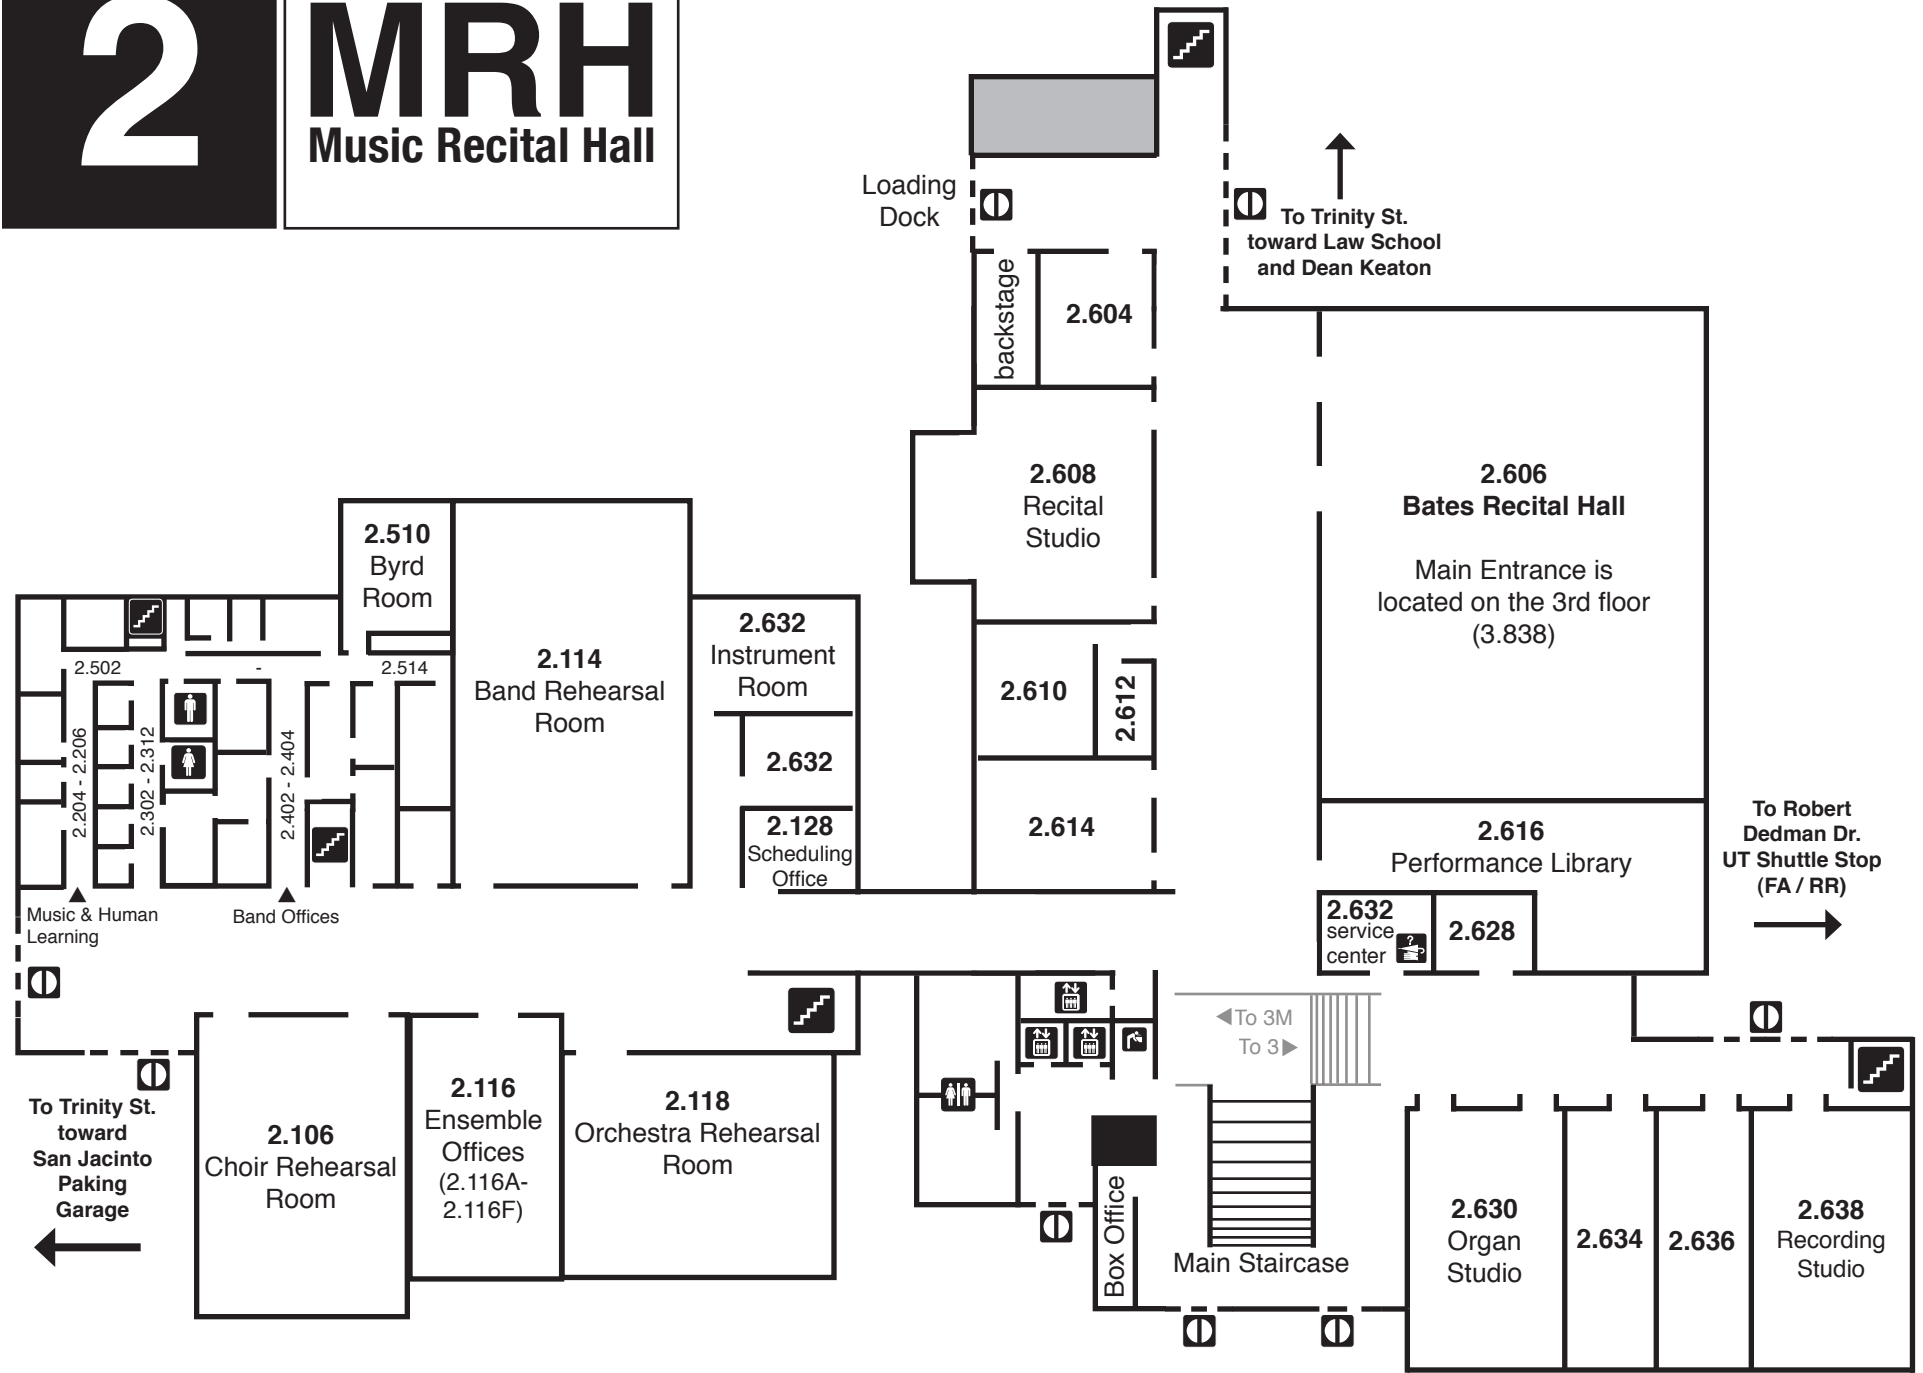 2
MRH
Music Recital Hall
Loading
Dock
To Trinity St.
toward Law School
and Dean Keaton
backstage
2.604
2.608
Recital
Studio
2.606
Bates Recital Hall
Main Entrance is
located on the 3rd floor
(3.838)
2.510
Byrd
Room
2.632
Instrument
Room
2.502
-
2.514
2.114
Band Rehearsal
Room
2.610
2.612
2.204 - 2.206
2.302 - 2.312
2.402 - 2.404
2.632
2.128
Scheduling
Office
2.614
2.616
Performance Library
To Robert
Dedman Dr.
UT Shuttle Stop
(FA / RR)
Music & Human
Learning
Band Offices
2.632
service
center
?
2.628
To 3M
To 3
To Trinity St.
toward
San Jacinto
Paking
Garage
2.106
Choir Rehearsal
Room
2.116
Ensemble
Offices
(2.116A-
2.116F)
2.118
Orchestra Rehearsal
Room
Box Office
Main Staircase
2.630
Organ
Studio
2.634
2.636
2.638
Recording
Studio